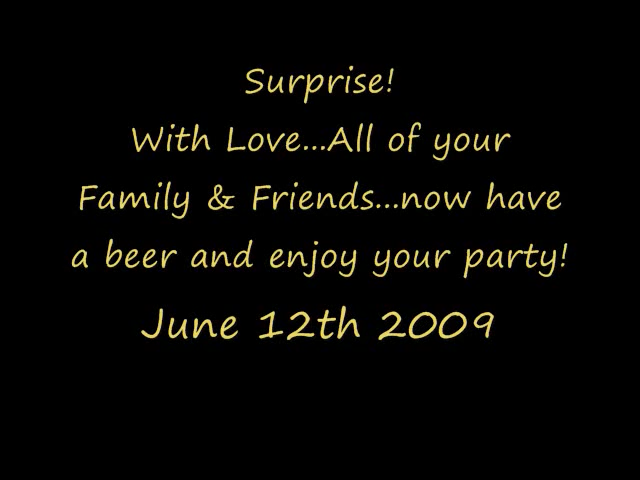 Surprise!
With Love...All of your
Family & Friends...now have
a beer and enjoy your party!
June 12th 2009